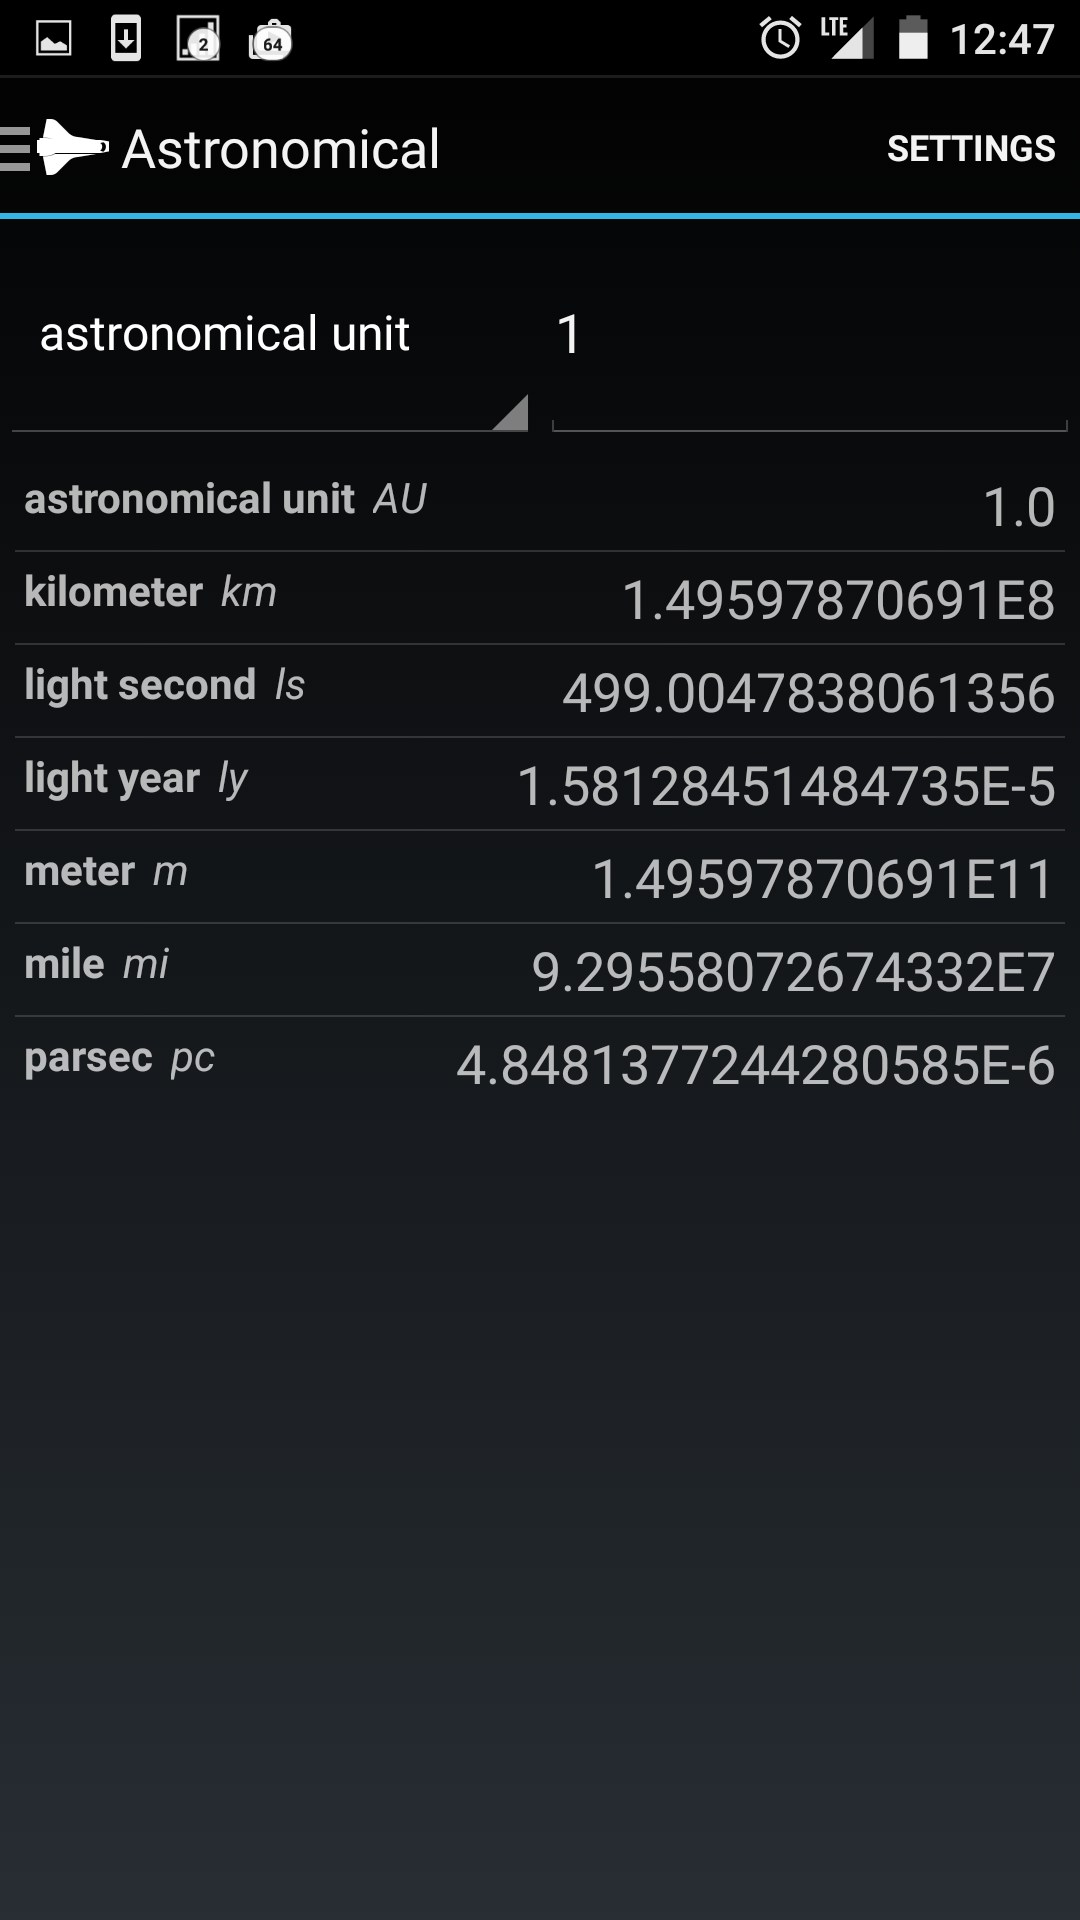 2 64 LTE 12:47
Astronomical SETTINGS
astronomical unit 1
astronomical unit AU 1.0
kilometer km 1.49597870691E8
light second ls 499.0047838061356
light year ly 1.58128451484735E-5
meter m 1.49597870691E11
mile mi 9.29558072674332E7
parsec pc 4.84813772442805​85E-6